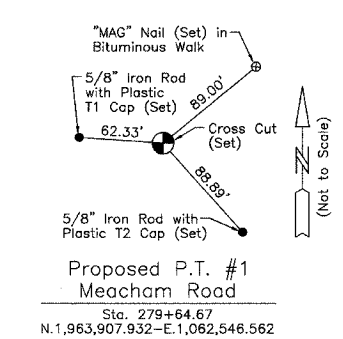 "MAG" Nail (Set) in
Bituminous Walk
5/8" Iron Rod
with Plastic
T1 Cap (Set)
89.00'
62.33'
Cross Cut
(Set)
88.89'
N
(Not to Scale)
5/8" Iron Rod with
Plastic T2 Cap (Set)
Proposed P.T. #1
Meacham Road
Sta. 279+64.67
N.1,963,907.932–E.1,062,546.562